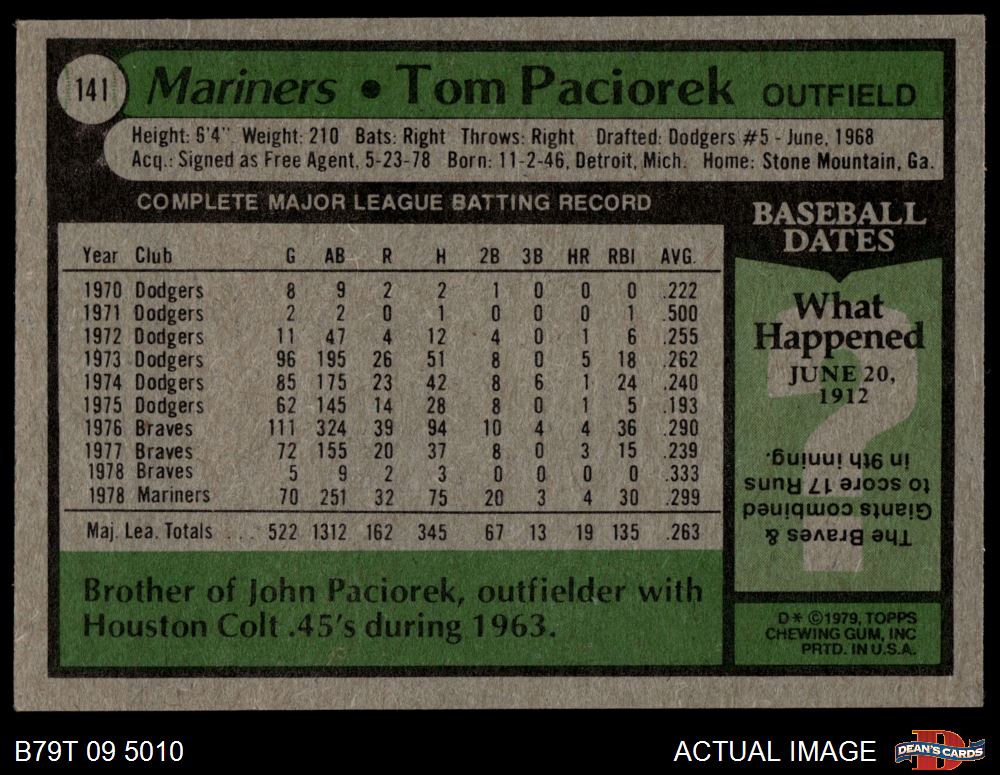 141 Mariners • Tom Paciorek OUTFIELD
Height: 6'4" Weight: 210 Bats: Right Throws: Right Drafted: Dodgers #5 - June, 1968
Acq.: Signed as Free Agent, 5-23-78 Born: 11-2-46, Detroit, Mich. Home: Stone Mountain, Ga.
COMPLETE MAJOR LEAGUE BATTING RECORD
Year Club G AB R H 2B 3B HR RBI AVG.
1970 Dodgers 8 9 2 2 1 0 0 0 .222
1971 Dodgers 2 2 0 1 0 0 0 1 .500
1972 Dodgers 11 47 4 12 4 0 1 6 .255
1973 Dodgers 96 195 26 51 8 0 5 18 .262
1974 Dodgers 85 175 23 42 8 6 1 24 .240
1975 Dodgers 62 145 14 28 8 0 1 5 .193
1976 Braves 111 324 39 94 10 4 4 36 .290
1977 Braves 72 155 20 37 8 0 3 15 .239
1978 Braves 5 9 2 3 0 0 0 0 .333
1978 Mariners 70 251 32 75 20 3 4 30 .299
Maj. Lea. Totals . . . 522 1312 162 345 67 13 19 135 .263
Brother of John Paciorek, outfielder with
Houston Colt .45's during 1963.
BASEBALL
DATES
What
Happened
JUNE 20,
1912
?
The Braves &
Giants combined
to score 17 Runs
in 9th inning.
D* ©1979, TOPPS
CHEWING GUM, INC
PRTD. IN U.S.A.
B79T 09 5010
ACTUAL IMAGE
D
DEAN'S CARDS